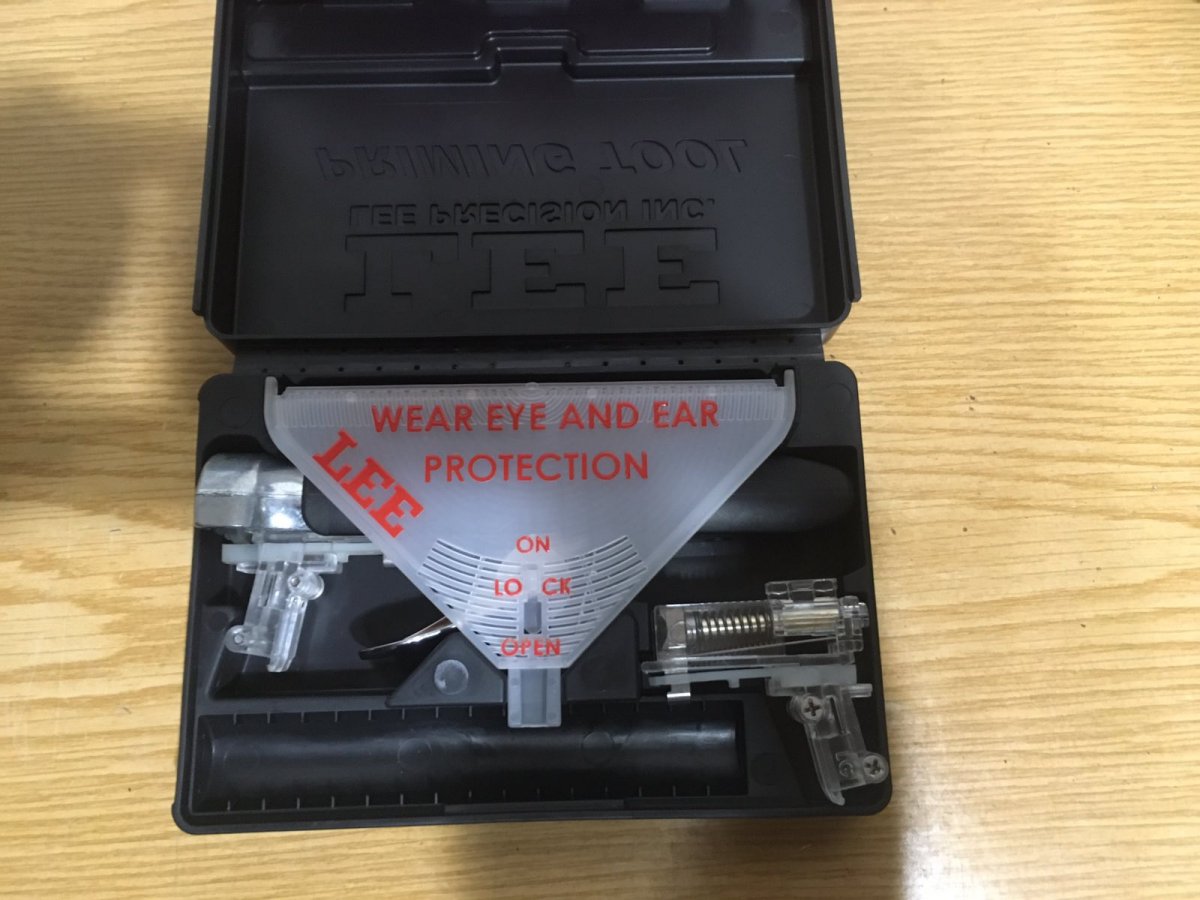 PRIMING TOOL
LEE PRECISION INC.
LEE
WEAR EYE AND EAR
PROTECTION
LEE
ON
LOCK
OPEN